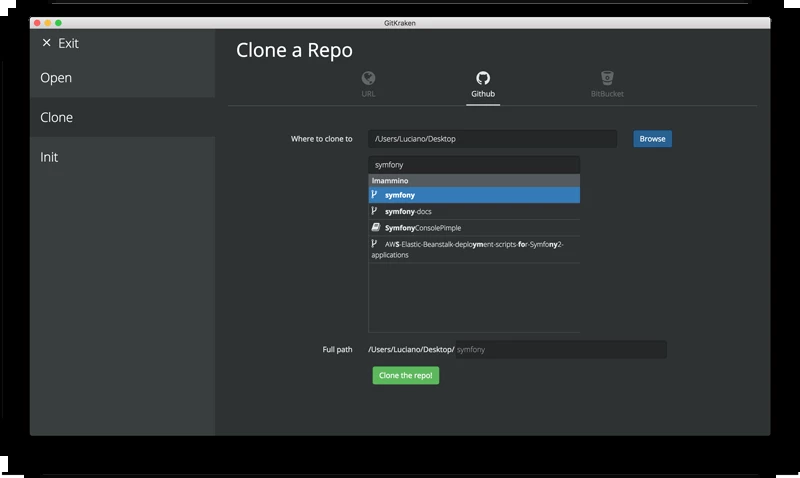 GitKraken
Exit
Open
Clone
Init
Clone a Repo
URL
Github
BitBucket
Where to clone to
/Users/Luciano/Desktop
Browse
symfony
lmammino
symfony
symfony-docs
SymfonyConsolePimple
AWS-Elastic-Beanstalk-deployment-scripts-for-Symfony2-
applications
Full path
/Users/Luciano/Desktop/ symfony
Clone the repo!